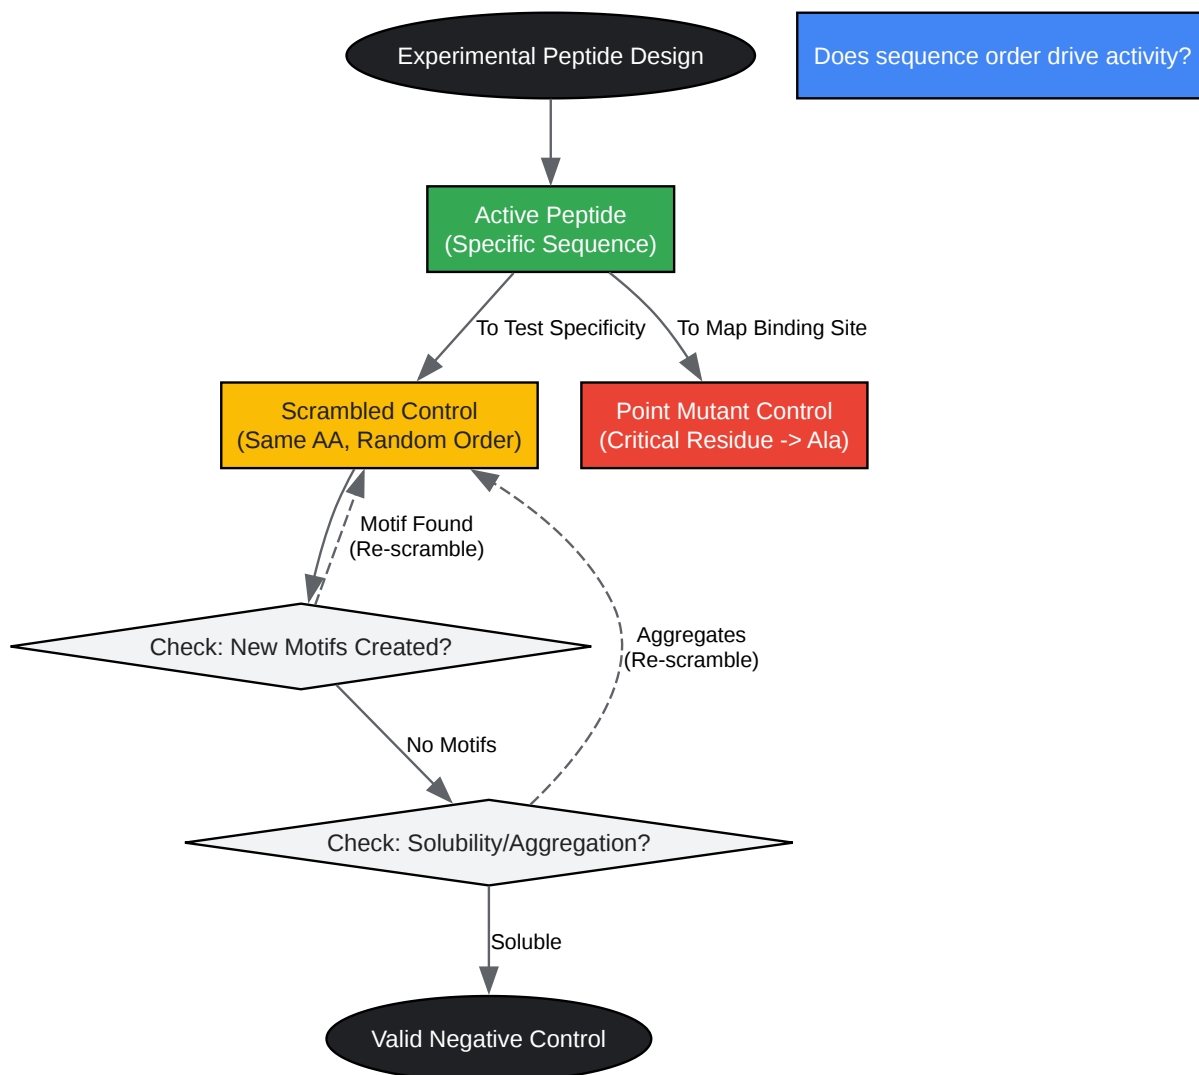 Experimental Peptide Design
Does sequence order drive activity?
Active Peptide
(Specific Sequence)
To Test Specificity
To Map Binding Site
Scrambled Control
(Same AA, Random Order)
Point Mutant Control
(Critical Residue -> Ala)
Motif Found
(Re-scramble)
Check: New Motifs Created?
Aggregates
(Re-scramble)
No Motifs
Check: Solubility/Aggregation?
Soluble
Valid Negative Control